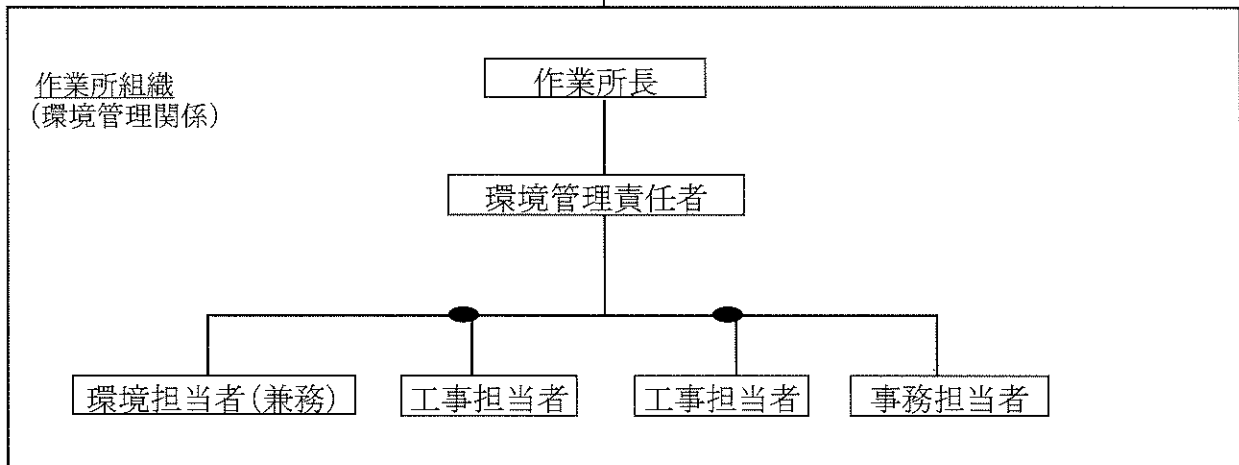 作業所組織
(環境管理関係)
作業所長
環境管理責任者
環境担当者(兼務)
工事担当者
工事担当者
事務担当者